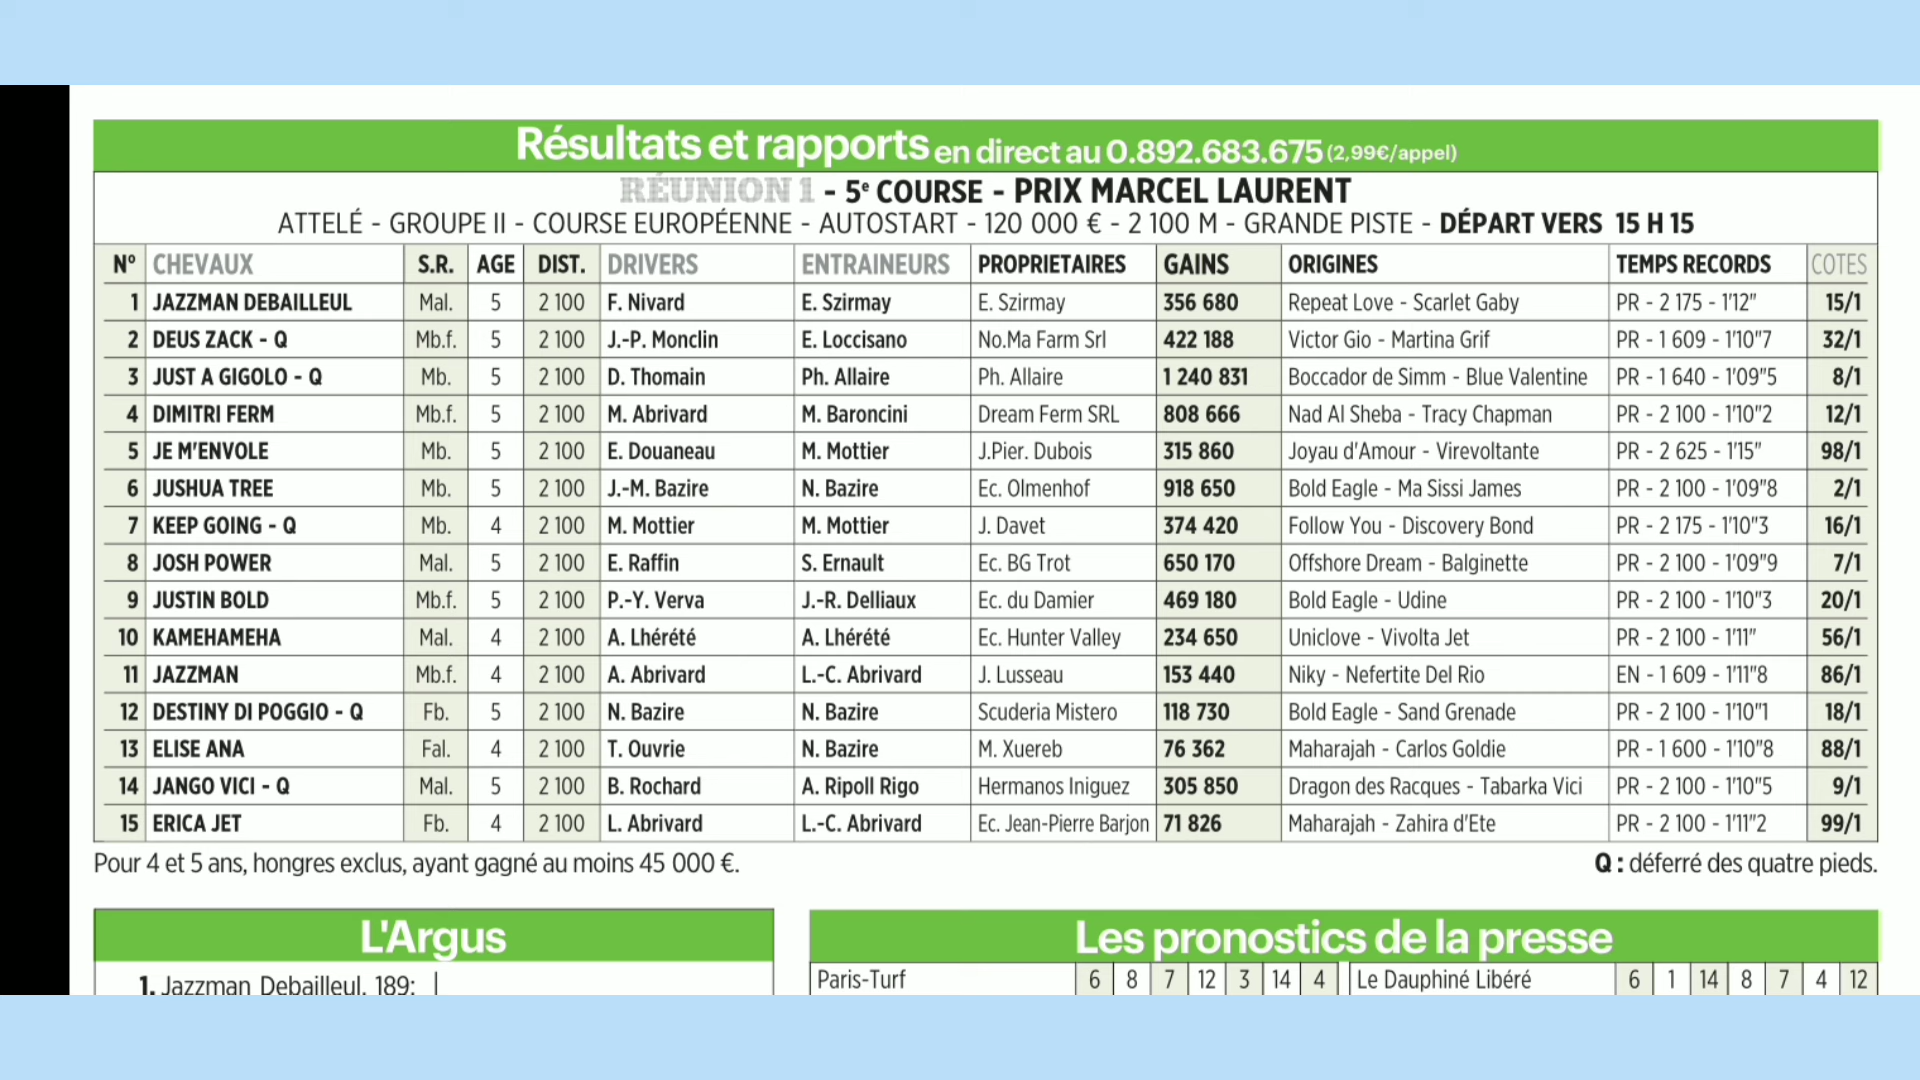 Résultats et rapports en direct au 0.892.683.675 (2,99€/appel)
RÉUNION 1 - 5e COURSE - PRIX MARCEL LAURENT
ATTELÉ - GROUPE II - COURSE EUROPÉENNE - AUTOSTART - 120 000 € - 2 100 M - GRANDE PISTE - DÉPART VERS 15 H 15
N° CHEVAUX S.R. AGE DIST. DRIVERS ENTRAINEURS PROPRIETAIRES GAINS ORIGINES TEMPS RECORDS COTES
1 JAZZMAN DEBAILLEUL Mal. 5 2 100 F. Nivard E. Szirmay E. Szirmay 356 680 Repeat Love - Scarlet Gaby PR - 2 175 - 1'12" 15/1
2 DEUS ZACK - Q Mb.f. 5 2 100 J.-P. Monclin E. Loccisano No.Ma Farm Srl 422 188 Victor Gio - Martina Grif PR - 1 609 - 1'10"7 32/1
3 JUST A GIGOLO - Q Mb. 5 2 100 D. Thomain Ph. Allaire Ph. Allaire 1 240 831 Boccador de Simm - Blue Valentine PR - 1 640 - 1'09"5 8/1
4 DIMITRI FERM Mb.f. 5 2 100 M. Abrivard M. Baroncini Dream Ferm SRL 808 666 Nad Al Sheba - Tracy Chapman PR - 2 100 - 1'10"2 12/1
5 JE M'ENVOLE Mb. 5 2 100 E. Douaneau M. Mottier J.Pier. Dubois 315 860 Joyau d'Amour - Virevoltante PR - 2 625 - 1'15" 98/1
6 JUSHUA TREE Mb. 5 2 100 J.-M. Bazire N. Bazire Ec. Olmenhof 918 650 Bold Eagle - Ma Sissi James PR - 2 100 - 1'09"8 2/1
7 KEEP GOING - Q Mb. 4 2 100 M. Mottier M. Mottier J. Davet 374 420 Follow You - Discovery Bond PR - 2 175 - 1'10"3 16/1
8 JOSH POWER Mal. 5 2 100 E. Raffin S. Ernault Ec. BG Trot 650 170 Offshore Dream - Balginette PR - 2 100 - 1'09"9 7/1
9 JUSTIN BOLD Mb.f. 5 2 100 P.-Y. Verva J.-R. Delliaux Ec. du Damier 469 180 Bold Eagle - Udine PR - 2 100 - 1'10"3 20/1
10 KAMEHAMEHA Mal. 4 2 100 A. Lhérété A. Lhérété Ec. Hunter Valley 234 650 Uniclove - Vivolta Jet PR - 2 100 - 1'11" 56/1
11 JAZZMAN Mb.f. 4 2 100 A. Abrivard L.-C. Abrivard J. Lusseau 153 440 Niky - Nefertite Del Rio EN - 1 609 - 1'11"8 86/1
12 DESTINY DI POGGIO - Q Fb. 5 2 100 N. Bazire N. Bazire Scuderia Mistero 118 730 Bold Eagle - Sand Grenade PR - 2 100 - 1'10"1 18/1
13 ELISE ANA Fal. 4 2 100 T. Ouvrie N. Bazire M. Xuereb 76 362 Maharajah - Carlos Goldie PR - 1 600 - 1'10"8 88/1
14 JANGO VICI - Q Mal. 5 2 100 B. Rochard A. Ripoll Rigo Hermanos Iniguez 305 850 Dragon des Racques - Tabarka Vici PR - 2 100 - 1'10"5 9/1
15 ERICA JET Fb. 4 2 100 L. Abrivard L.-C. Abrivard Ec. Jean-Pierre Barjon 71 826 Maharajah - Zahira d'Ete PR - 2 100 - 1'11"2 99/1
Pour 4 et 5 ans, hongres exclus, ayant gagné au moins 45 000 €.
Q : déferré des quatre pieds.
L'Argus
1. Jazzman Debailleul, 189;
Les pronostics de la presse
Paris-Turf 6 8 7 12 3 14 4
Le Dauphiné Libéré 6 1 14 8 7 4 12